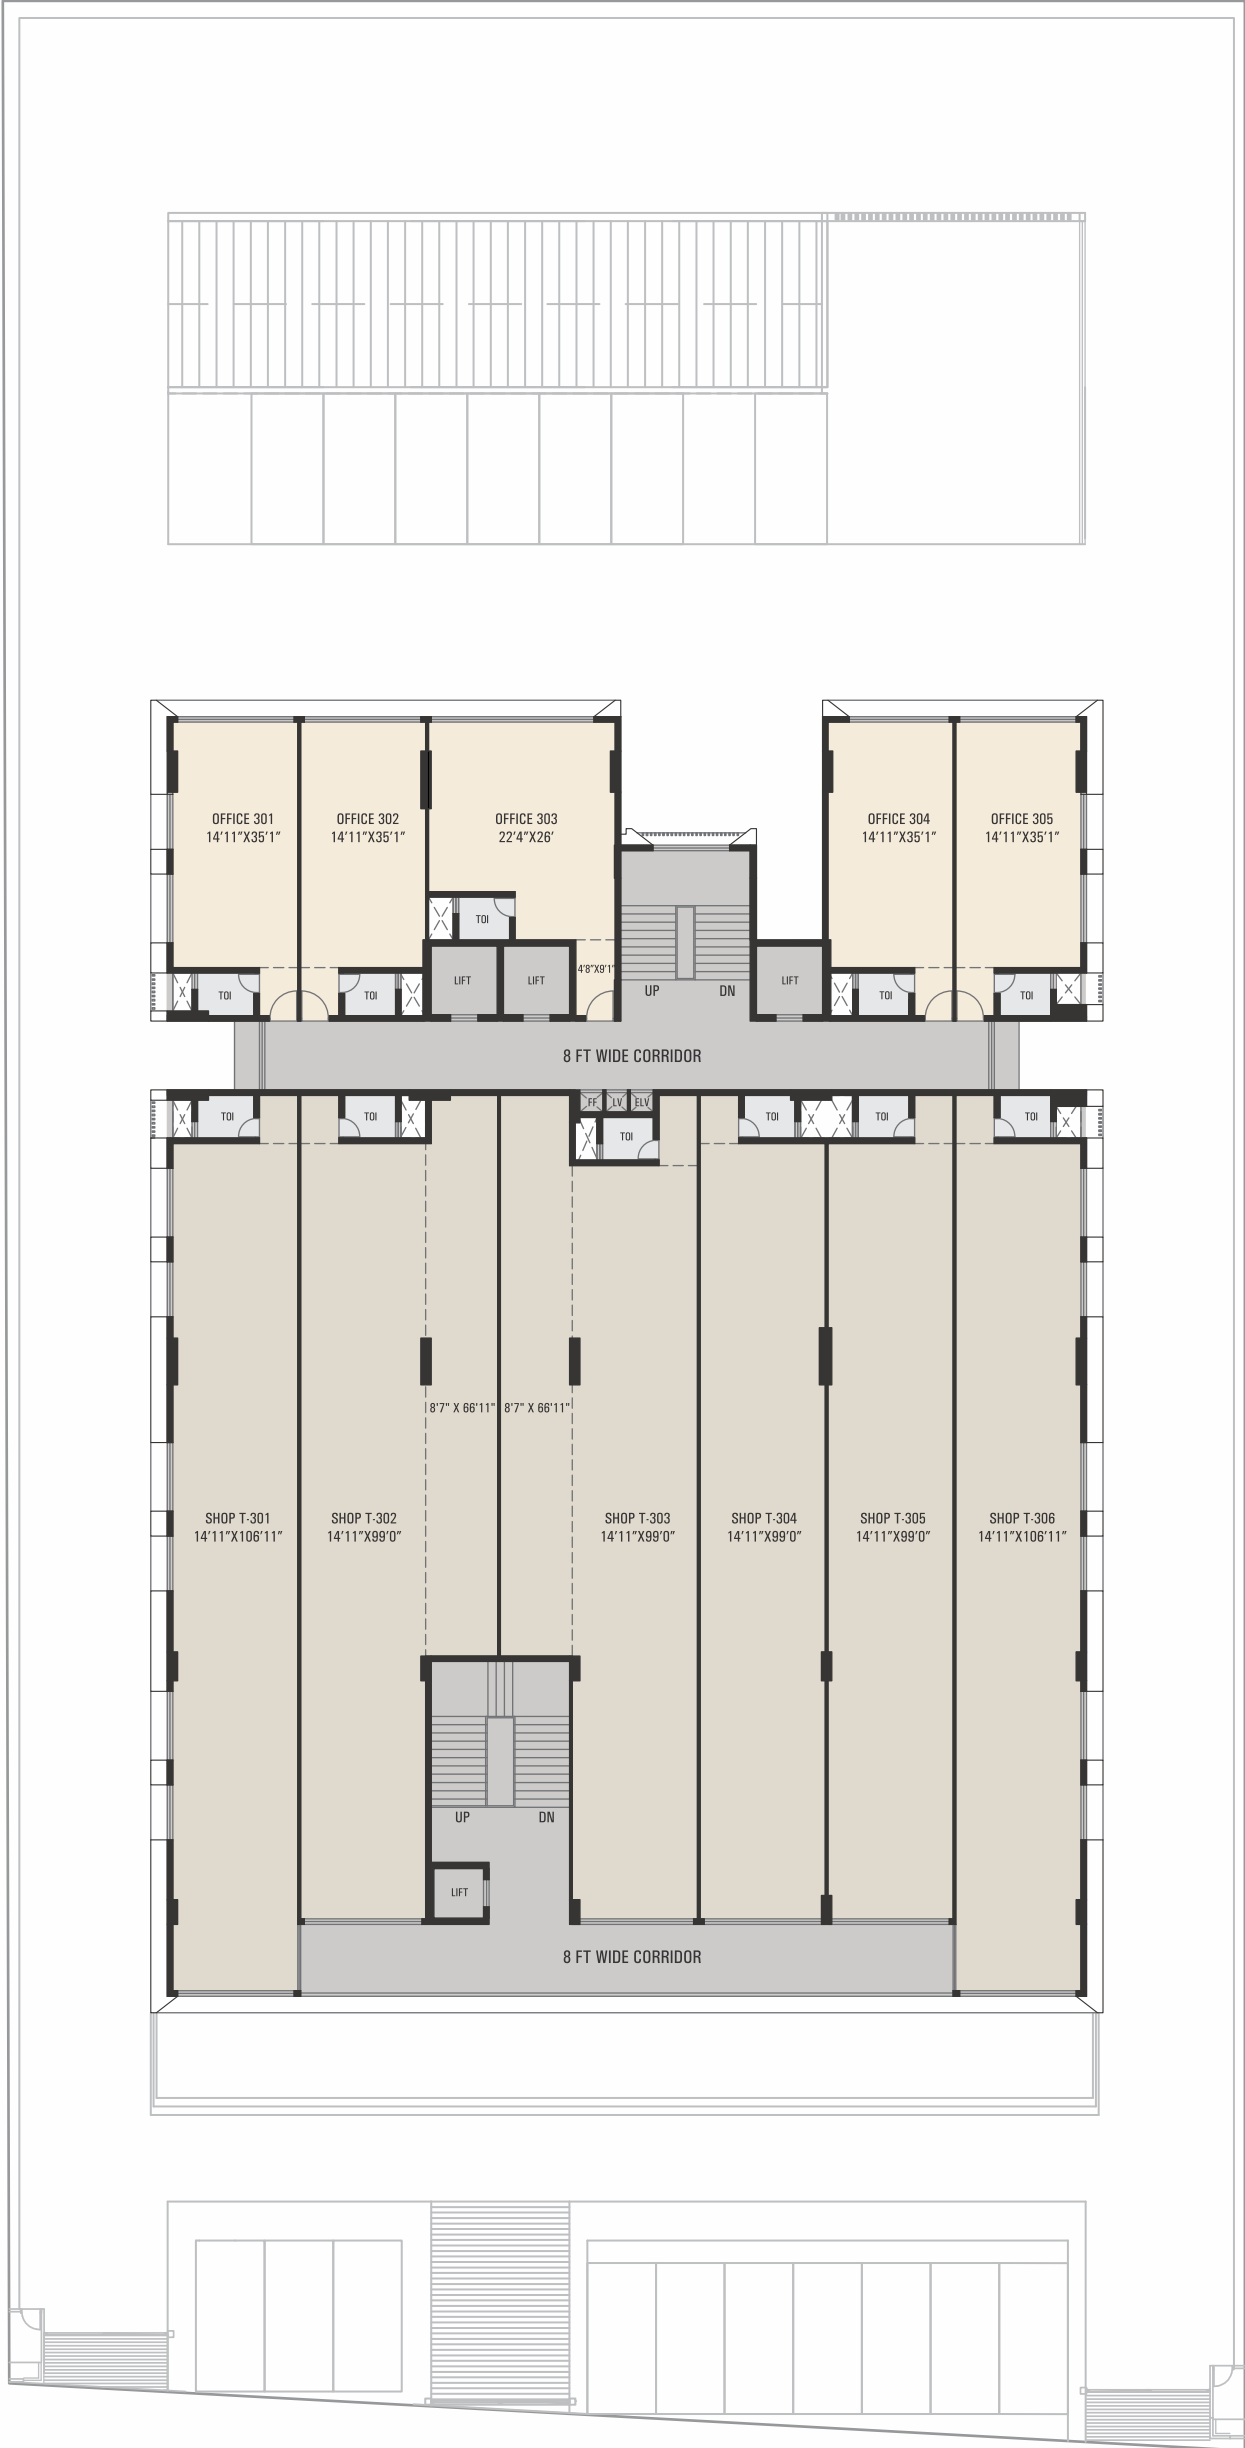 OFFICE 301
14'11"X35'1"
OFFICE 302
14'11"X35'1"
OFFICE 303
22'4"X26'
OFFICE 304
14'11"X35'1"
OFFICE 305
14'11"X35'1"
TOI
LIFT
LIFT
4'8"X9'1"
UP
DN
LIFT
TOI
TOI
TOI
TOI
8 FT WIDE CORRIDOR
TOI
TOI
FF
LV
ELV
TOI
TOI
TOI
TOI
8'7" X 66'11"
8'7" X 66'11"
SHOP T-301
14'11"X106'11"
SHOP T-302
14'11"X99'0"
SHOP T-303
14'11"X99'0"
SHOP T-304
14'11"X99'0"
SHOP T-305
14'11"X99'0"
SHOP T-306
14'11"X106'11"
UP
DN
LIFT
8 FT WIDE CORRIDOR